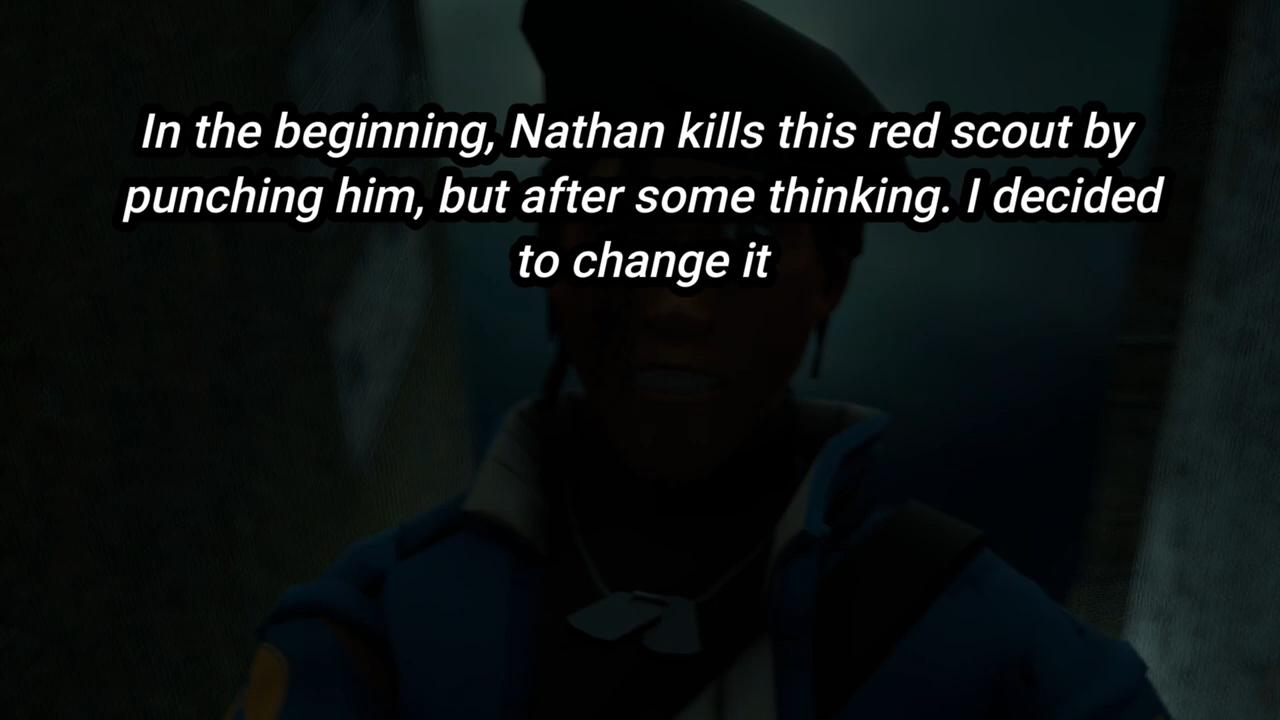 In the beginning, Nathan kills this red scout by
punching him, but after some thinking. I decided
to change it